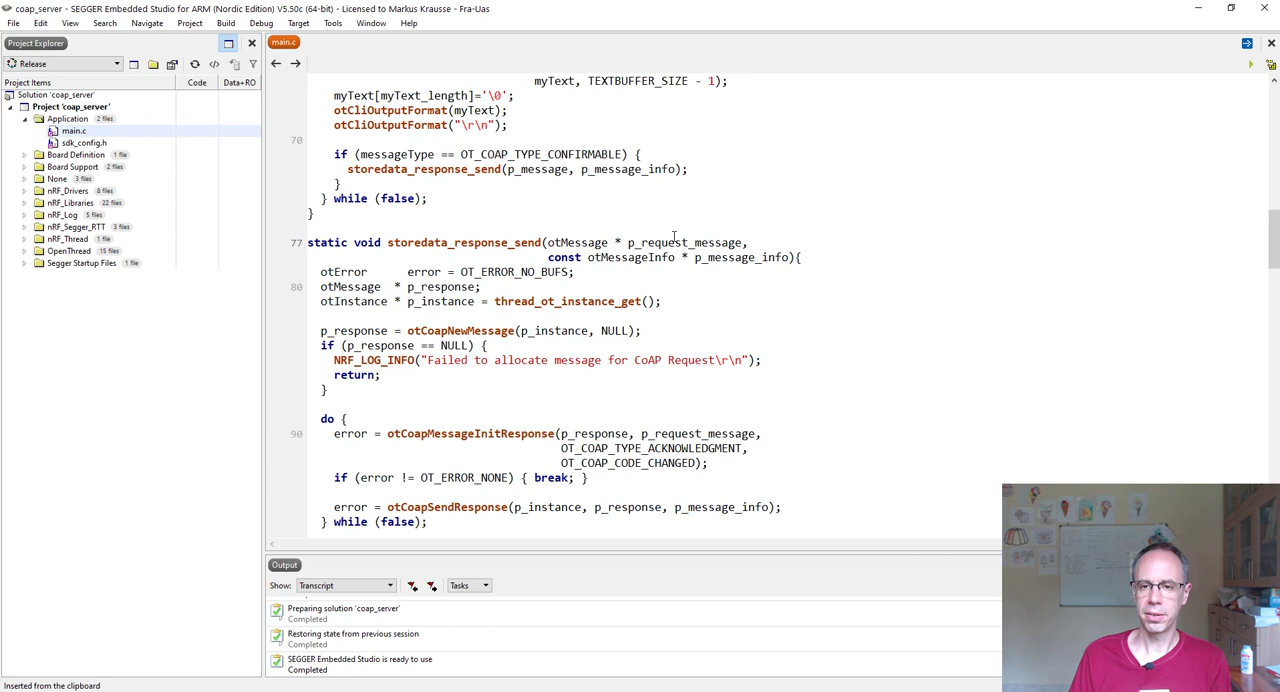 coap_server - SEGGER Embedded Studio for ARM (Nordic Edition) V5.50c (64-bit) - Licensed to Markus Krausse - Fra-Uas
File Edit View Search Navigate Project Build Debug Target Tools Window Help
Project Explorer
Release
Project Items Code Data+RO
Solution 'coap_server'
Project 'coap_server'
Application 2 files
main.c
sdk_config.h
Board Definition 1 file
Board Support 2 files
None 3 files
nRF_Drivers 8 files
nRF_Libraries 22 files
nRF_Log 5 files
nRF_Segger_RTT 3 files
nRF_Thread 1 file
OpenThread 15 files
Segger Startup Files 1 file
main.c
myText, TEXTBUFFER_SIZE - 1);
myText[myText_length]='\0';
otCliOutputFormat(myText);
otCliOutputFormat("\r\n");
70
if (messageType == OT_COAP_TYPE_CONFIRMABLE) {
storedata_response_send(p_message, p_message_info);
}
} while (false);
}
77 static void storedata_response_send(otMessage * p_request_message,
const otMessageInfo * p_message_info){
otError error = OT_ERROR_NO_BUFS;
80 otMessage * p_response;
otInstance * p_instance = thread_ot_instance_get();
p_response = otCoapNewMessage(p_instance, NULL);
if (p_response == NULL) {
NRF_LOG_INFO("Failed to allocate message for CoAP Request\r\n");
return;
}
do {
90 error = otCoapMessageInitResponse(p_response, p_request_message,
OT_COAP_TYPE_ACKNOWLEDGMENT,
OT_COAP_CODE_CHANGED);
if (error != OT_ERROR_NONE) { break; }
error = otCoapSendResponse(p_instance, p_response, p_message_info);
} while (false);
Output
Show: Transcript Tasks
Preparing solution 'coap_server'
Completed
Restoring state from previous session
Completed
SEGGER Embedded Studio is ready to use
Completed
Inserted from the clipboard